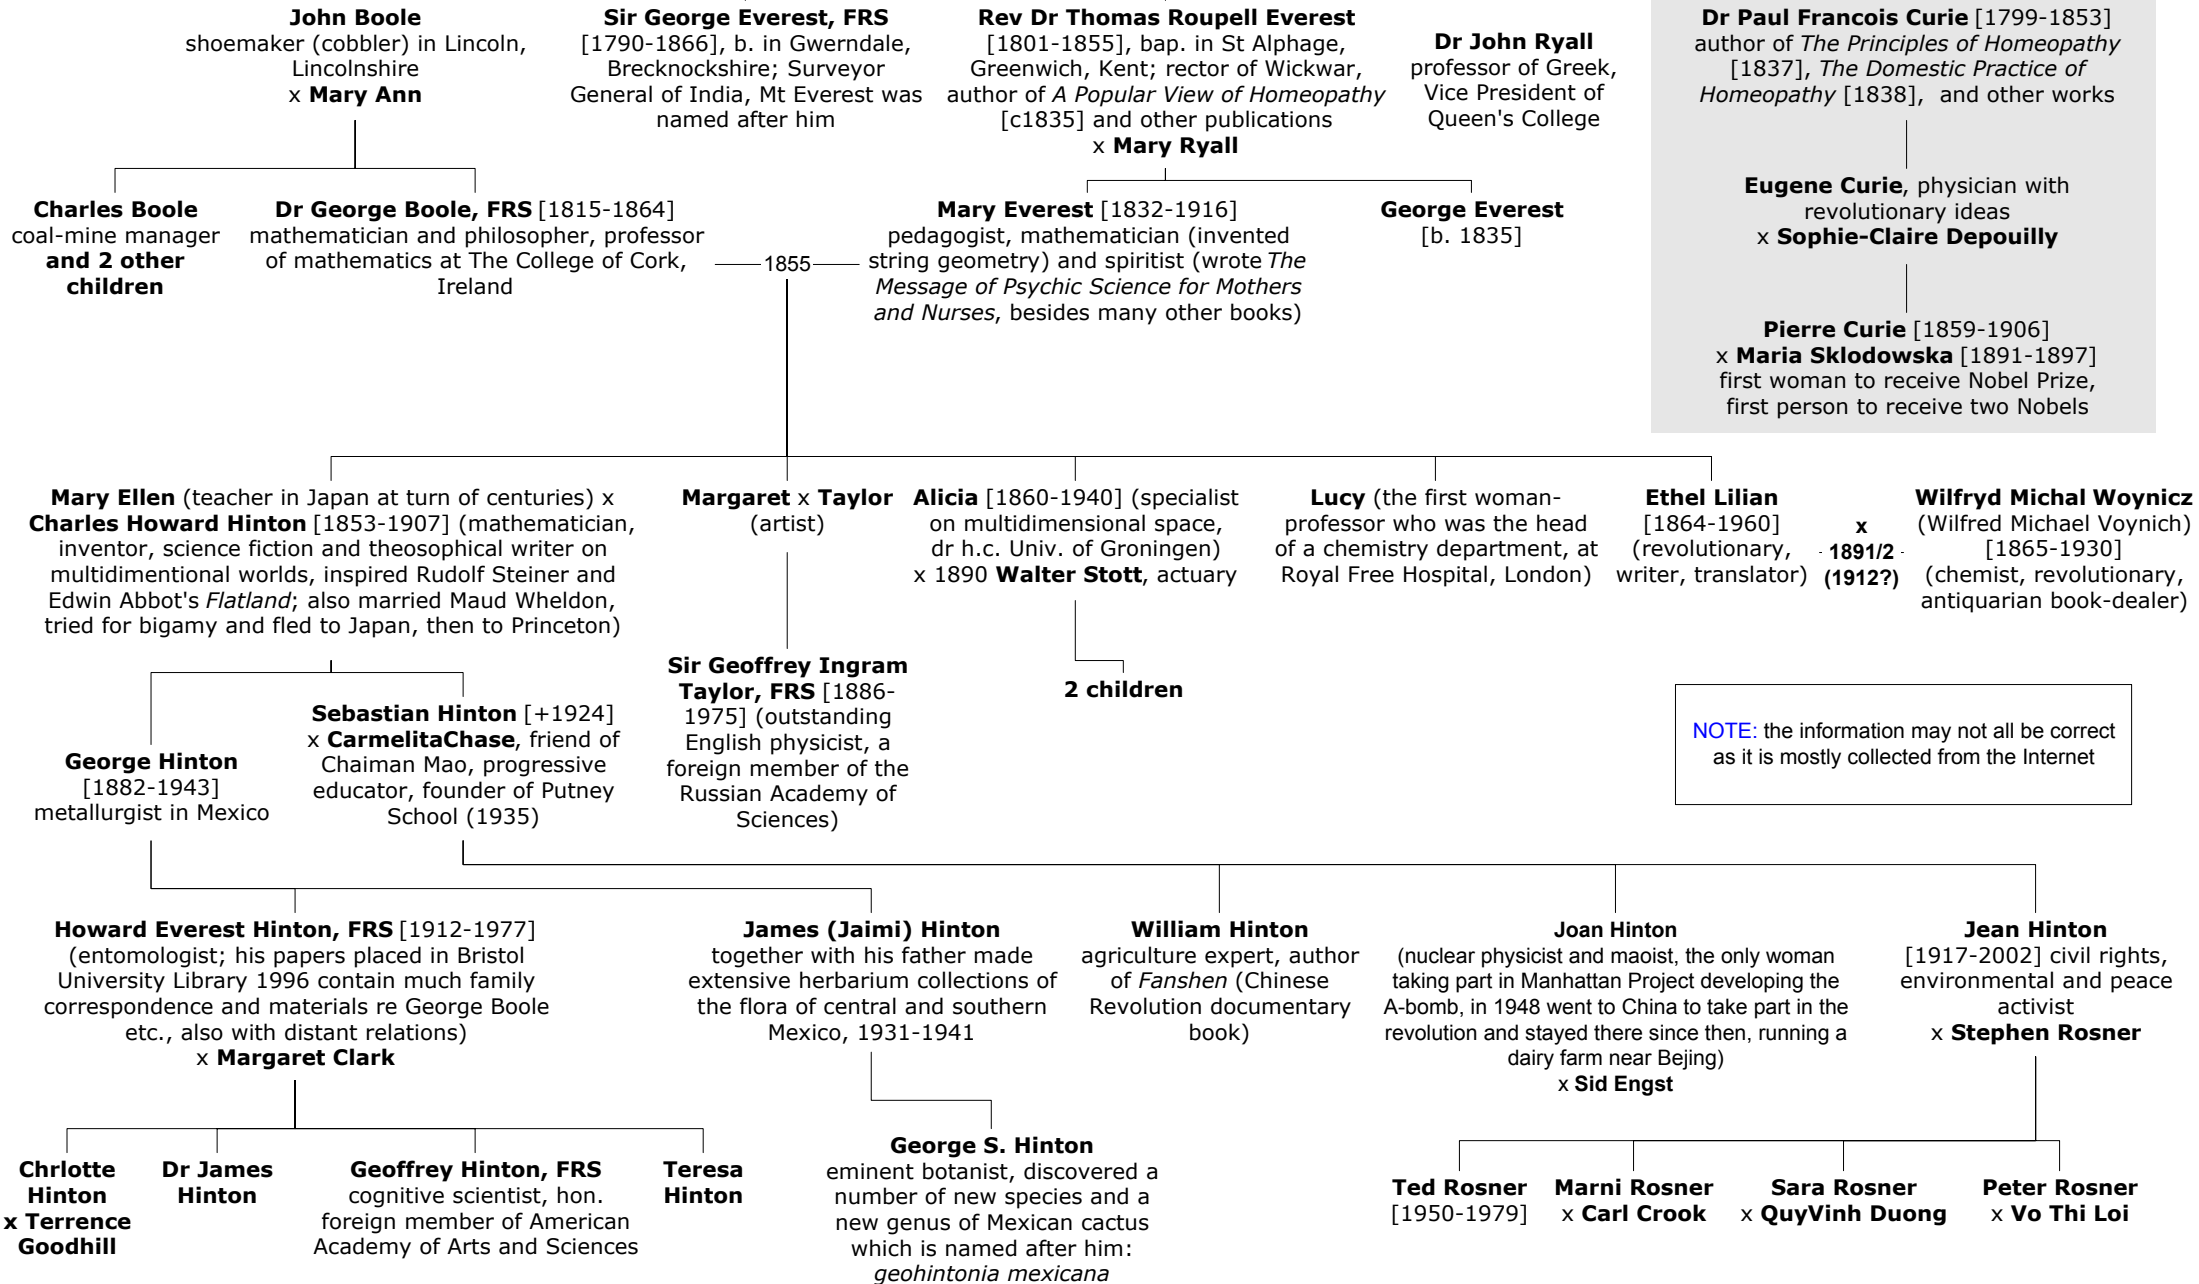 John Boole
shoemaker (cobbler) in Lincoln,
Lincolnshire
x Mary Ann
Sir George Everest, FRS
[1790-1866], b. in Gwerndale,
Brecknockshire; Surveyor
General of India, Mt Everest was
named after him
Rev Dr Thomas Roupell Everest
[1801-1855], bap. in St Alphage,
Greenwich, Kent; rector of Wickwar,
author of A Popular View of Homeopathy
[c1835] and other publications
x Mary Ryall
Dr John Ryall
professor of Greek,
Vice President of
Queen's College
Dr Paul Francois Curie [1799-1853]
author of The Principles of Homeopathy
[1837], The Domestic Practice of
Homeopathy [1838], and other works
Charles Boole
coal-mine manager
and 2 other
children
Dr George Boole, FRS [1815-1864]
mathematician and philosopher, professor
of mathematics at The College of Cork,
Ireland
1855
Mary Everest [1832-1916]
pedagogist, mathematician (invented
string geometry) and spiritist (wrote The
Message of Psychic Science for Mothers
and Nurses, besides many other books)
George Everest
[b. 1835]
Eugene Curie, physician with
revolutionary ideas
x Sophie-Claire Depouilly
Pierre Curie [1859-1906]
x Maria Sklodowska [1891-1897]
first woman to receive Nobel Prize,
first person to receive two Nobels
Mary Ellen (teacher in Japan at turn of centuries) x
Charles Howard Hinton [1853-1907] (mathematician,
inventor, science fiction and theosophical writer on
multidimentional worlds, inspired Rudolf Steiner and
Edwin Abbot's Flatland; also married Maud Wheldon,
tried for bigamy and fled to Japan, then to Princeton)
Margaret x Taylor
(artist)
Alicia [1860-1940] (specialist
on multidimensional space,
dr h.c. Univ. of Groningen)
x 1890 Walter Stott, actuary
Lucy (the first woman-
professor who was the head
of a chemistry department, at
Royal Free Hospital, London)
Ethel Lilian
[1864-1960]
(revolutionary,
writer, translator)
x
1891/2
(1912?)
Wilfryd Michal Woynicz
(Wilfred Michael Voynich)
[1865-1930]
(chemist, revolutionary,
antiquarian book-dealer)
Sir Geoffrey Ingram
Taylor, FRS [1886-
1975] (outstanding
English physicist, a
foreign member of the
Russian Academy of
Sciences)
2 children
NOTE: the information may not all be correct
as it is mostly collected from the Internet
George Hinton
[1882-1943]
metallurgist in Mexico
Sebastian Hinton [+1924]
x CarmelitaChase, friend of
Chaiman Mao, progressive
educator, founder of Putney
School (1935)
Howard Everest Hinton, FRS [1912-1977]
(entomologist; his papers placed in Bristol
University Library 1996 contain much family
correspondence and materials re George Boole
etc., also with distant relations)
x Margaret Clark
James (Jaimi) Hinton
together with his father made
extensive herbarium collections of
the flora of central and southern
Mexico, 1931-1941
William Hinton
agriculture expert, author
of Fanshen (Chinese
Revolution documentary
book)
Joan Hinton
(nuclear physicist and maoist, the only woman
taking part in Manhattan Project developing the
A-bomb, in 1948 went to China to take part in the
revolution and stayed there since then, running a
dairy farm near Bejing)
x Sid Engst
Jean Hinton
[1917-2002] civil rights,
environmental and peace
activist
x Stephen Rosner
Chrlotte
Hinton
x Terrence
Goodhill
Dr James
Hinton
Geoffrey Hinton, FRS
cognitive scientist, hon.
foreign member of American
Academy of Arts and Sciences
Teresa
Hinton
George S. Hinton
eminent botanist, discovered a
number of new species and a
new genus of Mexican cactus
which is named after him:
geohintonia mexicana
Ted Rosner
[1950-1979]
Marni Rosner
x Carl Crook
Sara Rosner
x QuyVinh Duong
Peter Rosner
x Vo Thi Loi